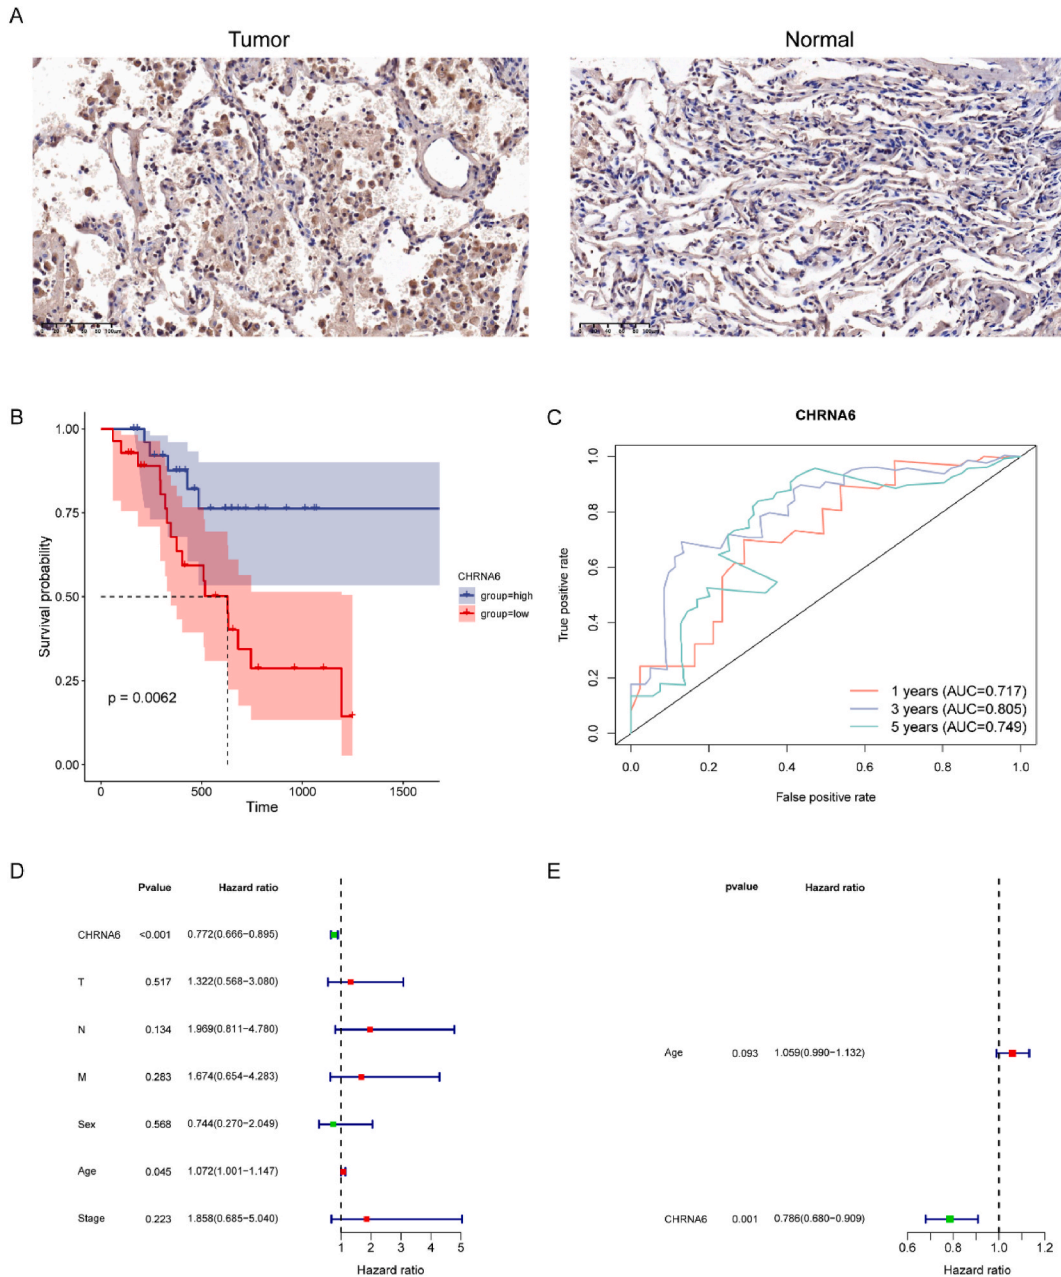 A
Tumor
Normal
B
1.00
0.75
0.50
0.25
0.00
Survival probability
p = 0.0062
0
500
1000
1500
Time
CHRNA6
group=high
group=low
C
CHRNA6
1.0
0.8
0.6
0.4
0.2
0.0
True positive rate
1 years (AUC=0.717)
3 years (AUC=0.805)
5 years (AUC=0.749)
0.0 0.2 0.4 0.6 0.8 1.0
False positive rate
D
Pvalue Hazard ratio
CHRNA6 <0.001 0.772(0.666−0.895)
T 0.517 1.322(0.568−3.080)
N 0.134 1.969(0.811−4.780)
M 0.283 1.674(0.654−4.283)
Sex 0.568 0.744(0.270−2.049)
Age 0.045 1.072(1.001−1.147)
Stage 0.223 1.858(0.685−5.040)
1 2 3 4 5
Hazard ratio
E
pvalue Hazard ratio
Age 0.093 1.059(0.990−1.132)
CHRNA6 0.001 0.786(0.680−0.909)
0.6 0.8 1.0 1.2
Hazard ratio